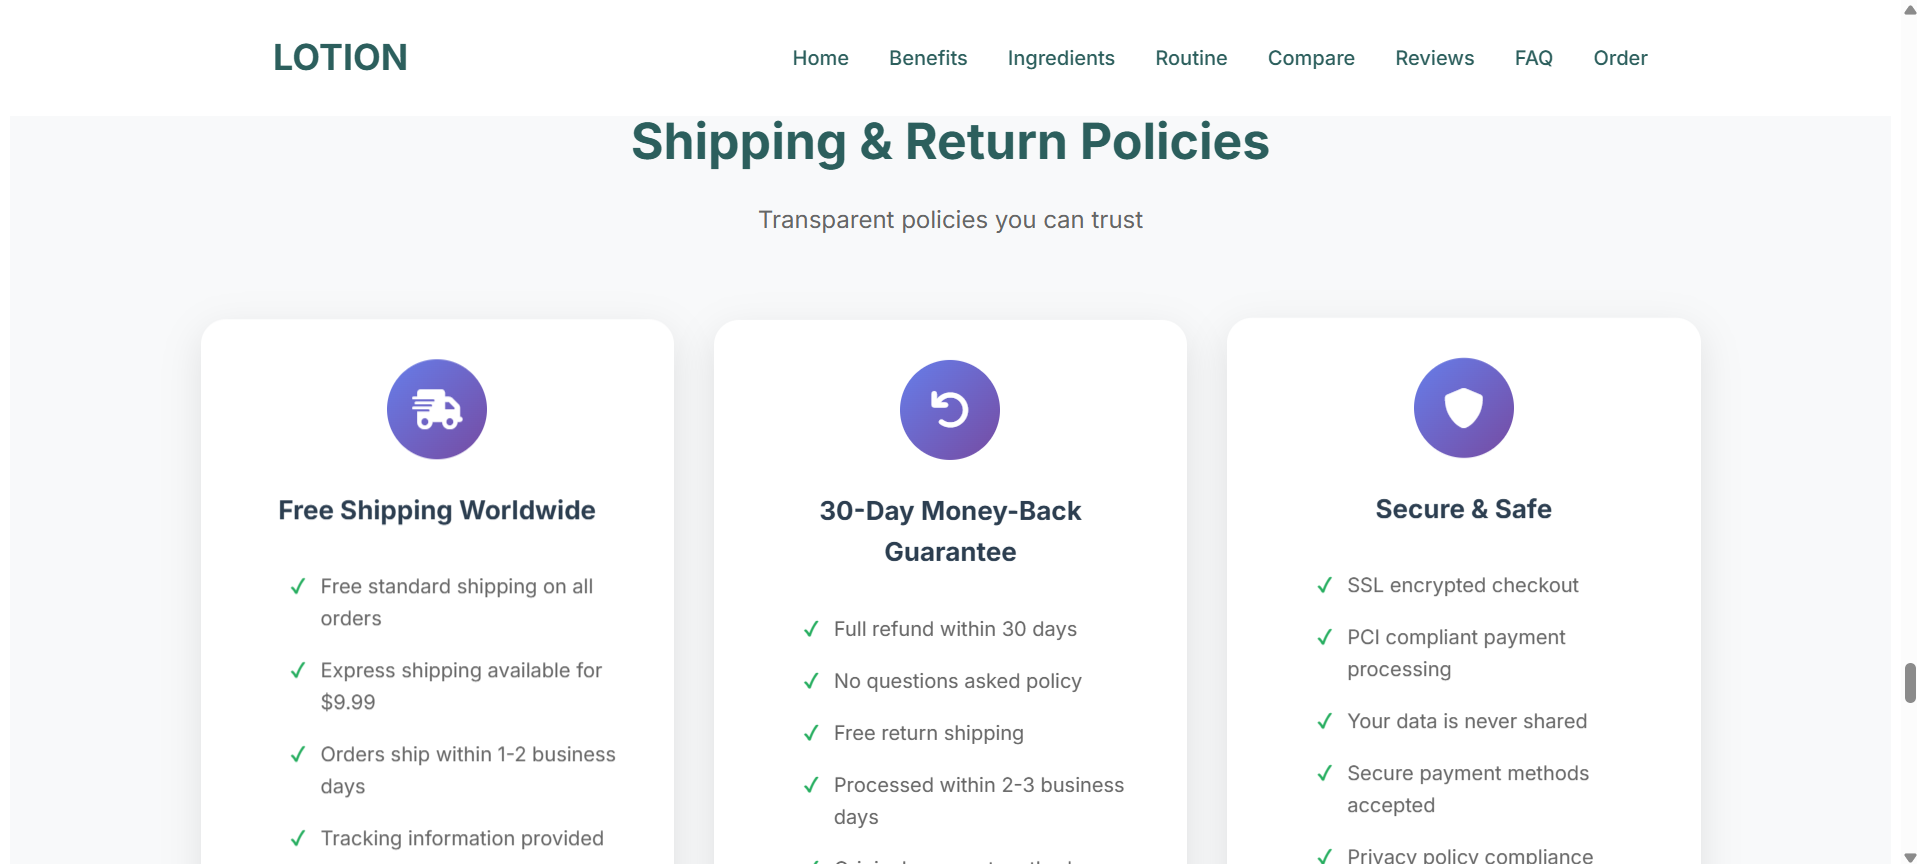 LOTION
Home
Benefits
Ingredients
Routine
Compare
Reviews
FAQ
Order
Shipping & Return Policies
Transparent policies you can trust
Free Shipping Worldwide
Free standard shipping on all
orders
Express shipping available for
$9.99
Orders ship within 1-2 business
days
Tracking information provided
30-Day Money-Back
Guarantee
Full refund within 30 days
No questions asked policy
Free return shipping
Processed within 2-3 business
days
Secure & Safe
SSL encrypted checkout
PCI compliant payment
processing
Your data is never shared
Secure payment methods
accepted
Privacy policy compliance